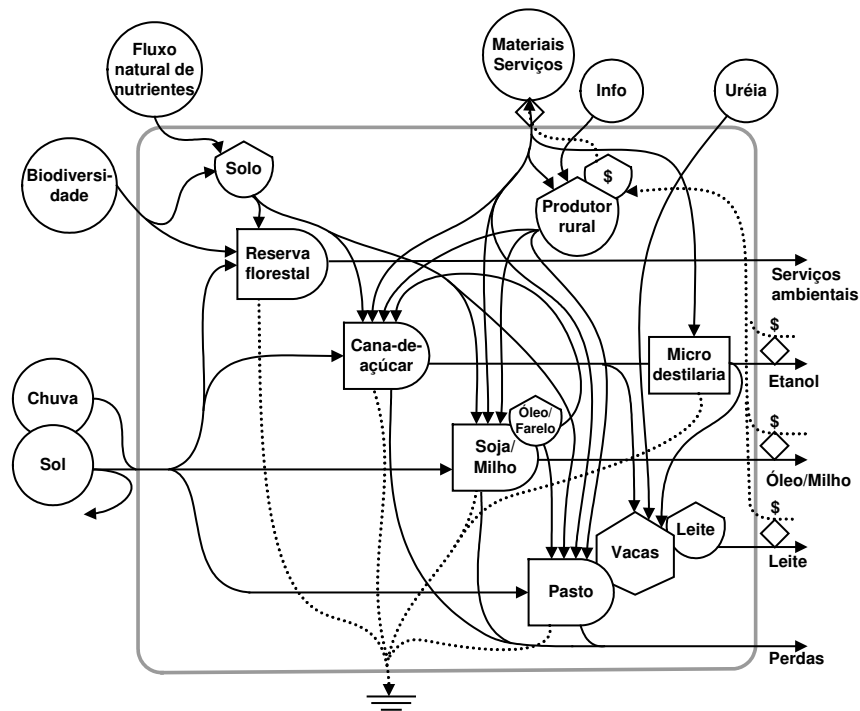 Fluxo
natural de
nutrientes
Materiais
Serviços
Info
Uréia
Biodiversi-
dade
Solo
$
Produtor
rural
Reserva
florestal
Serviços
ambientais
$
Cana-de-
açúcar
Micro
destilaria
Etanol
Chuva
Sol
Óleo/
Farelo
$
Soja/
Milho
Óleo/Milho
$
Leite
Vacas
Leite
Pasto
Perdas